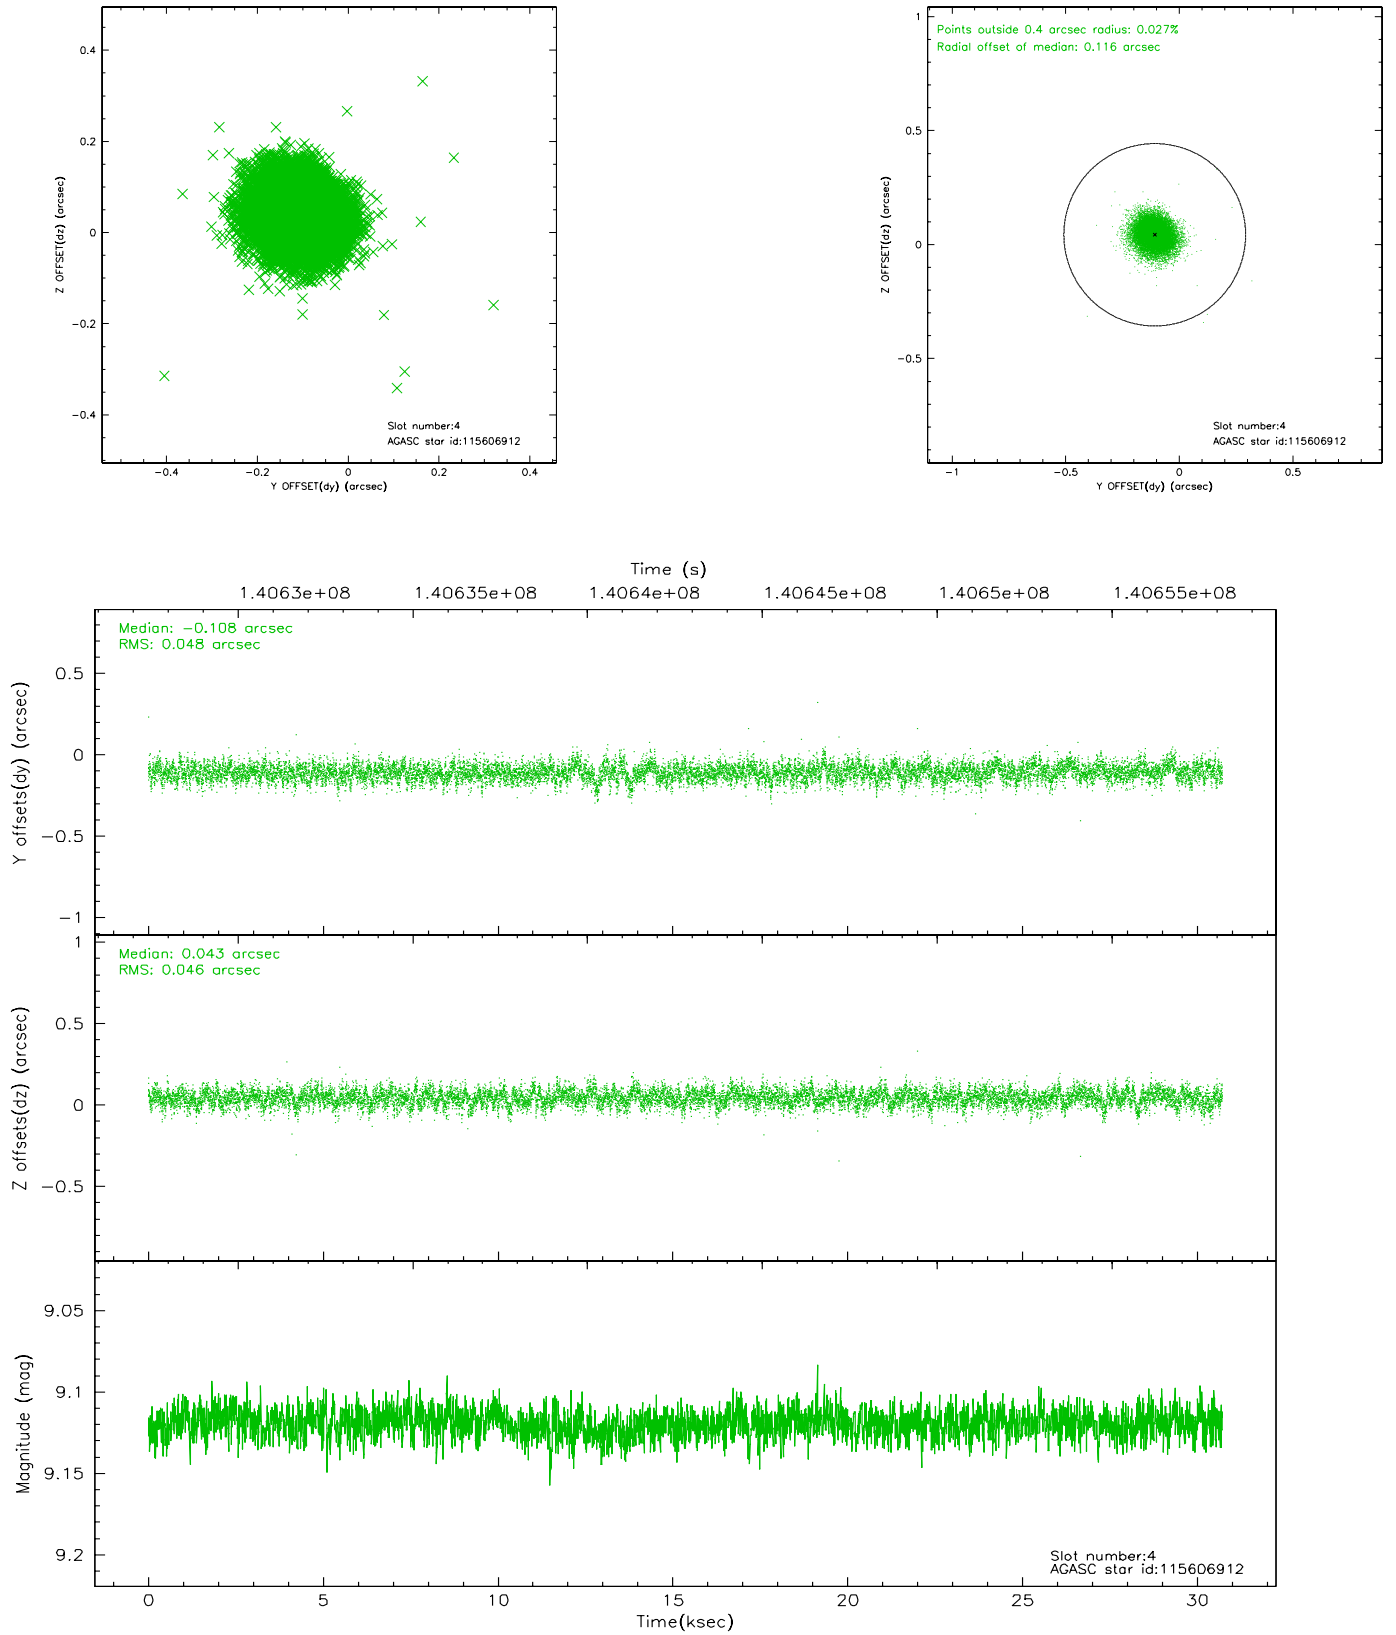 0.4
0.2
0
−0.2
−0.4
Z OFFSET(dz) (arcsec)
Slot number:4
AGASC star id:115606912
−0.4 −0.2 0 0.2 0.4
Y OFFSET(dy) (arcsec)
Points outside 0.4 arcsec radius: 0.027%
Radial offset of median: 0.116 arcsec
1
0.5
0
−0.5
Z OFFSET(dz) (arcsec)
Slot number:4
AGASC star id:115606912
−1 −0.5 0 0.5
Y OFFSET(dy) (arcsec)
Time (s)
1.4063e+08 1.40635e+08 1.4064e+08 1.40645e+08 1.4065e+08 1.40655e+08
Median: −0.108 arcsec
RMS: 0.048 arcsec
0.5
0
−0.5
−1
Y offsets(dy) (arcsec)
Median: 0.043 arcsec
RMS: 0.046 arcsec
1
0.5
0
−0.5
Z offsets(dz) (arcsec)
9.05
9.1
9.15
9.2
Magnitude (mag)
Slot number:4
AGASC star id:115606912
0 5 10 15 20 25 30
Time(ksec)